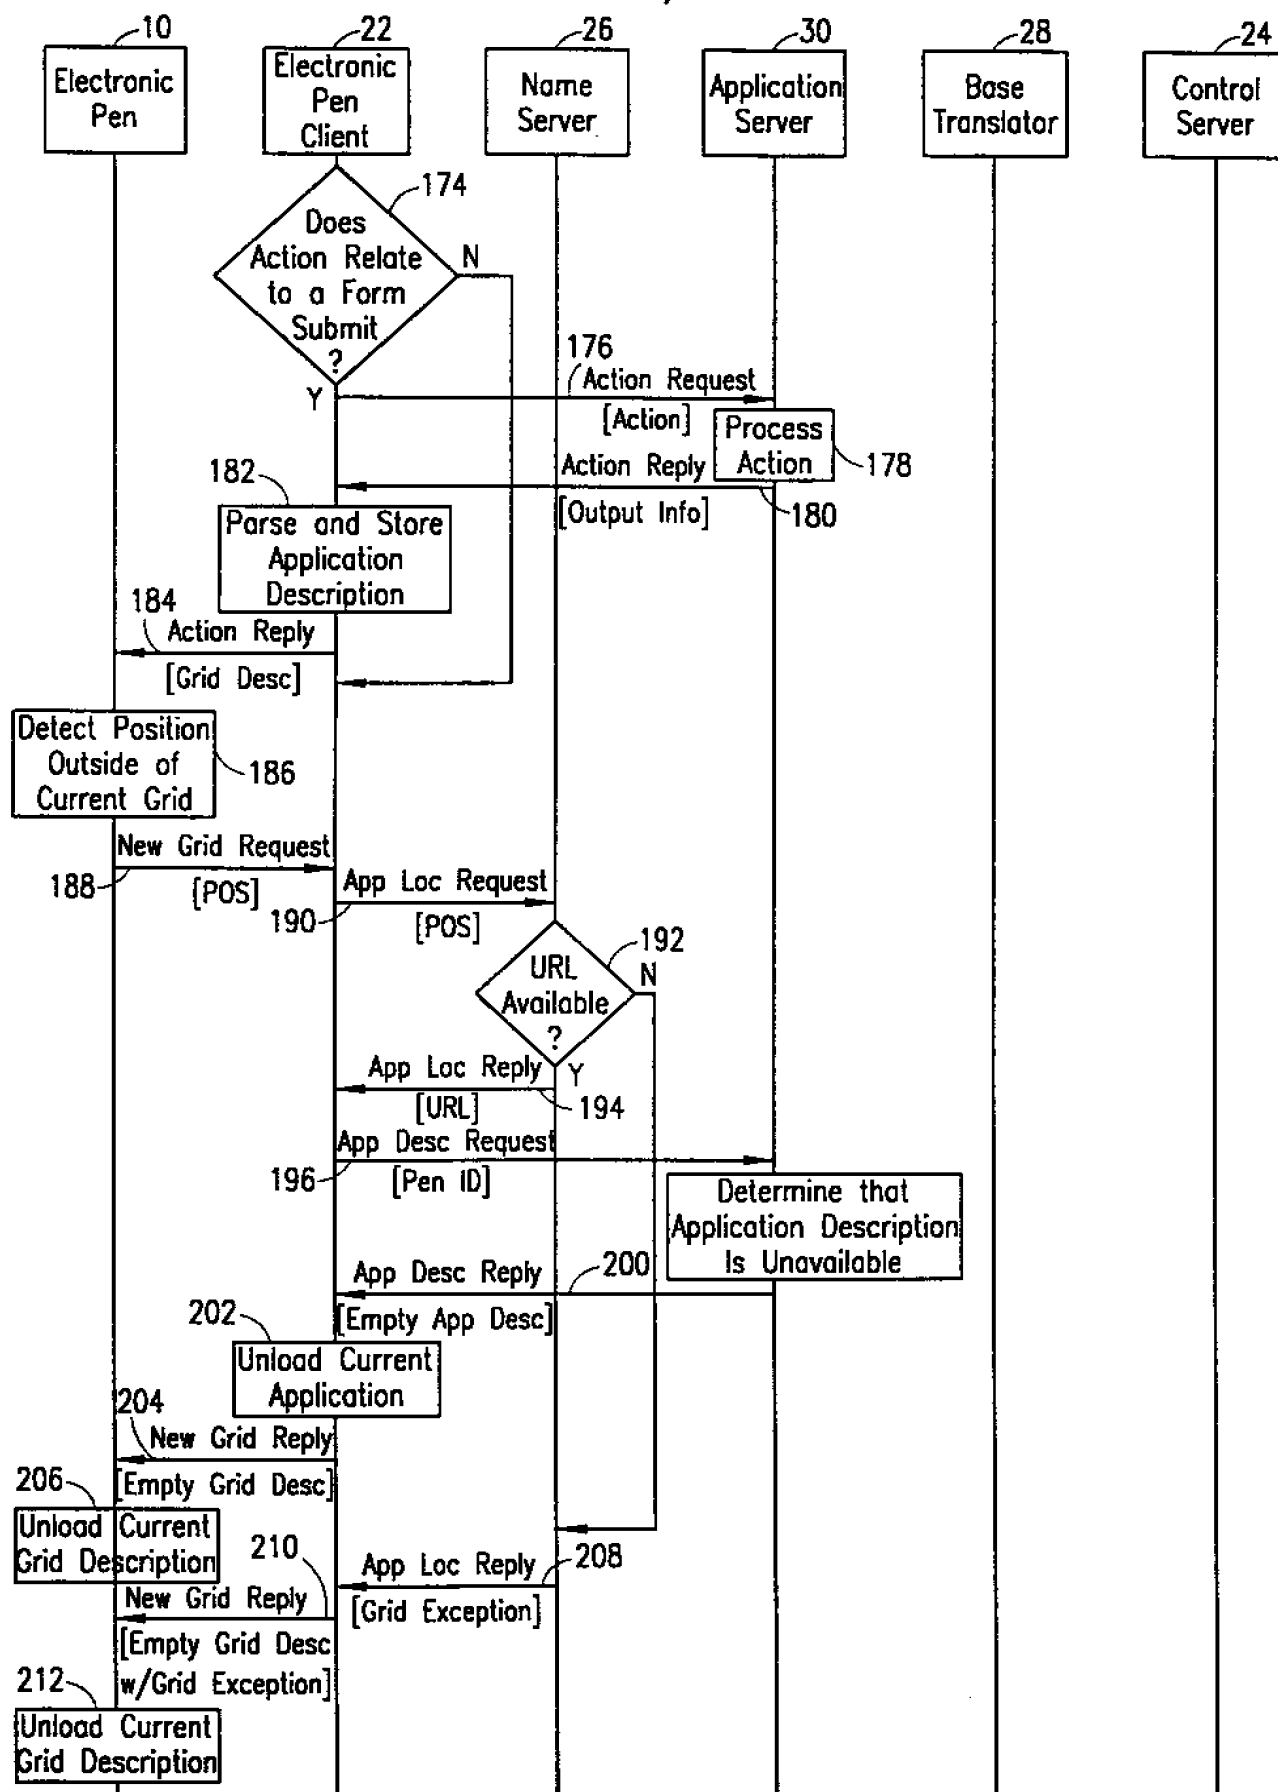 10
22
26
30
28
24
Electronic
Pen
Electronic
Pen
Client
Name
Server
Application
Server
Base
Translator
Control
Server
174
Does
Action Relate
to a Form
Submit
?
N
Y
176
Action Request
[Action]
Process
Action
178
Action Reply
180
[Output Info]
182
Parse and Store
Application
Description
184
Action Reply
[Grid Desc]
Detect Position
Outside of
Current Grid
186
New Grid Request
188
[POS]
App Loc Request
190
[POS]
192
URL
Available
?
N
Y
App Loc Reply
[URL]
194
App Desc Request
196
[Pen ID]
Determine that
Application Description
Is Unavailable
App Desc Reply
200
[Empty App Desc]
202
Unload Current
Application
204
New Grid Reply
[Empty Grid Desc]
206
Unload Current
Grid Description
App Loc Reply
208
[Grid Exception]
210
New Grid Reply
[Empty Grid Desc
w/Grid Exception]
212
Unload Current
Grid Description